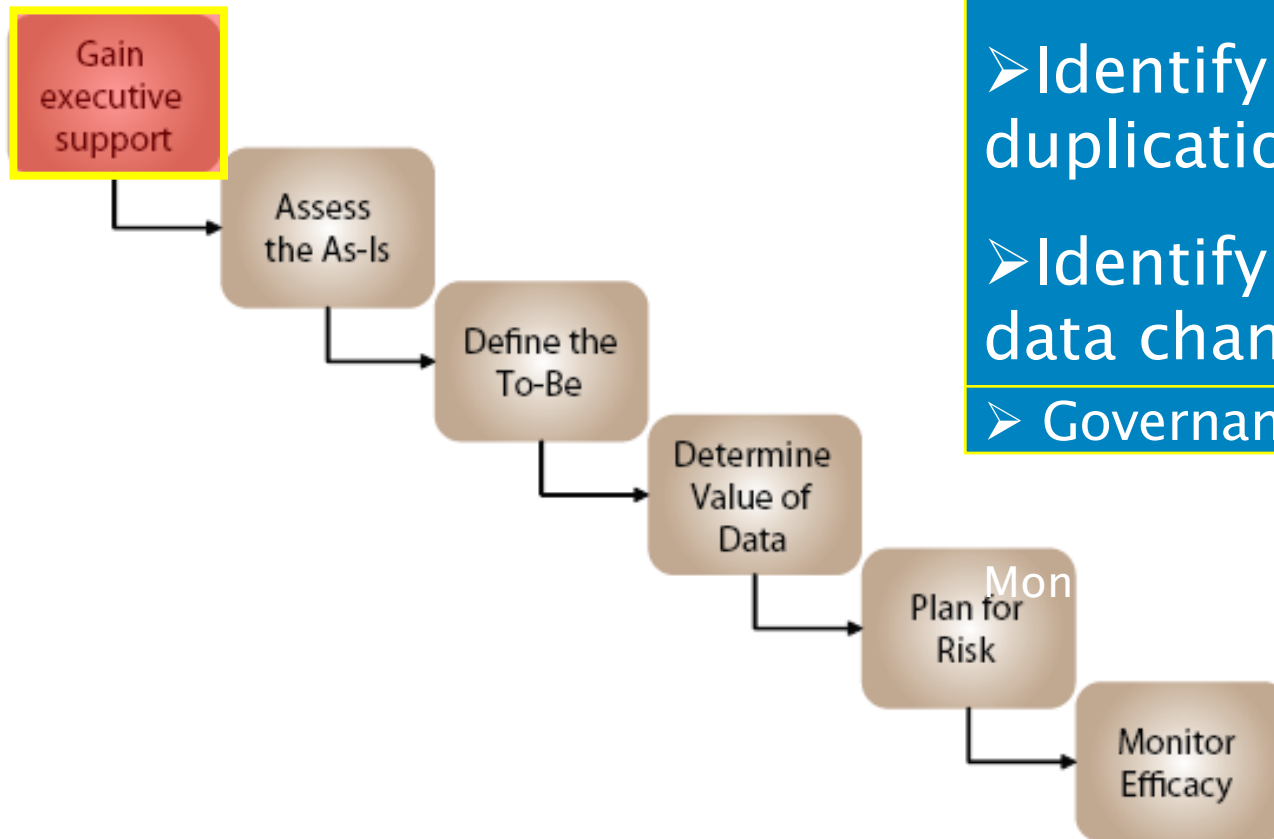 Gain
executive
support
Assess
the As-Is
Define the
To-Be
Determine
Value of
Data
Plan for
Risk
Monitor
Efficacy
➢Identify
duplicatio
➢Identify
data chan
➢ Governan
Mon